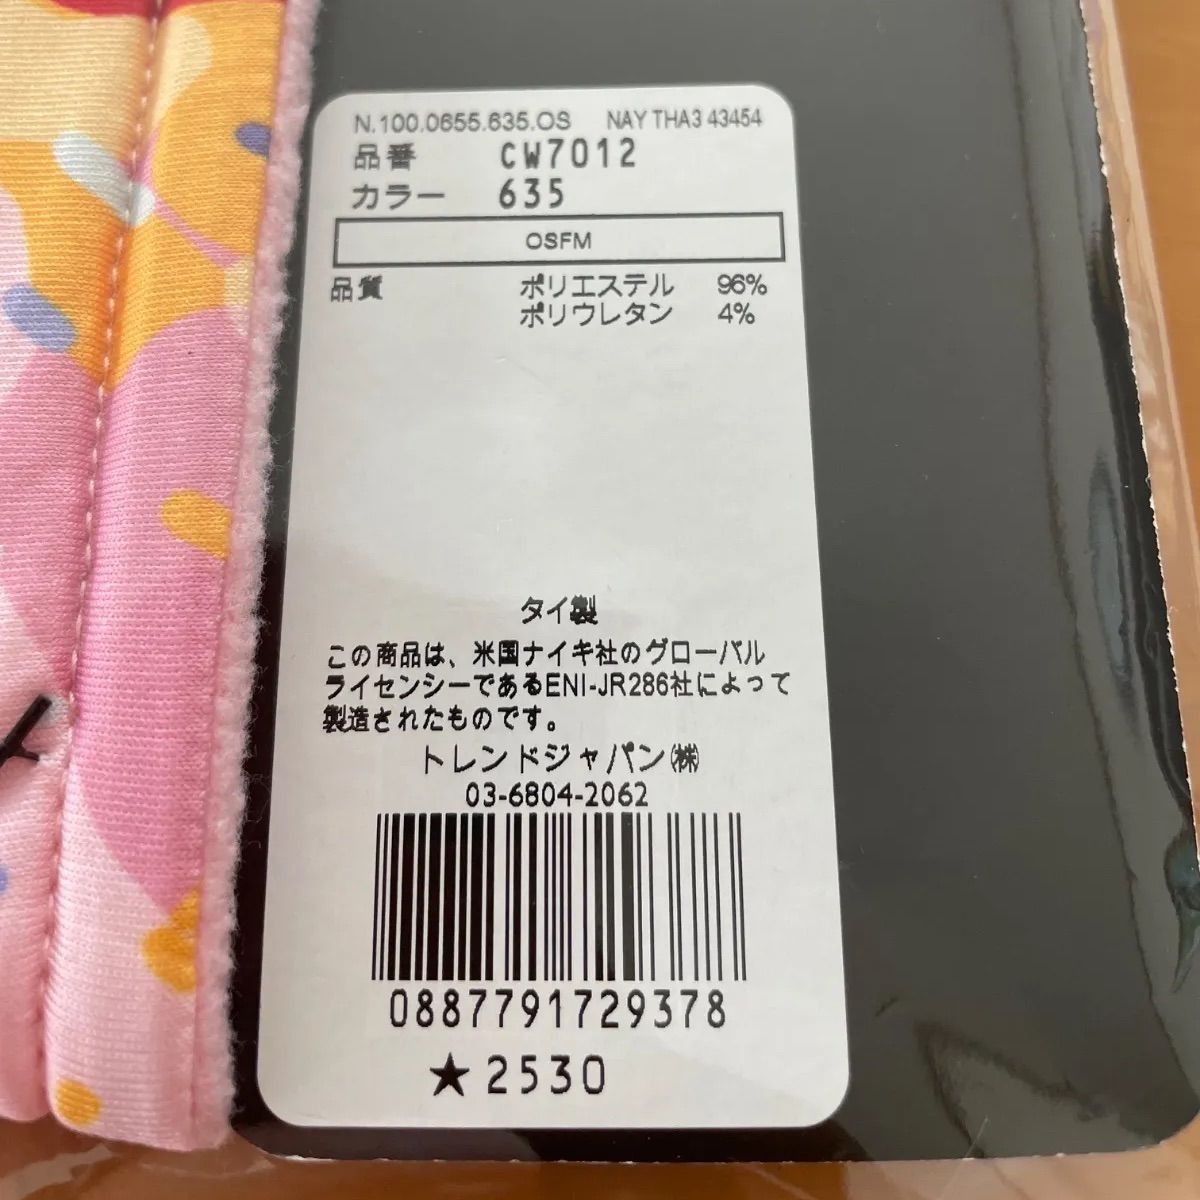 N.100.0655.635.OS NAY THA3 43454
品番 CW7012
カラー 635
OSFM
品質 ポリエステル 96%
ポリウレタン 4%
タイ製
この商品は、米国ナイキ社のグローバル
ライセンシーであるENI-JR286社によって
製造されたものです。
トレンドジャパン㈱
03-6804-2062
0887791729378
★2530